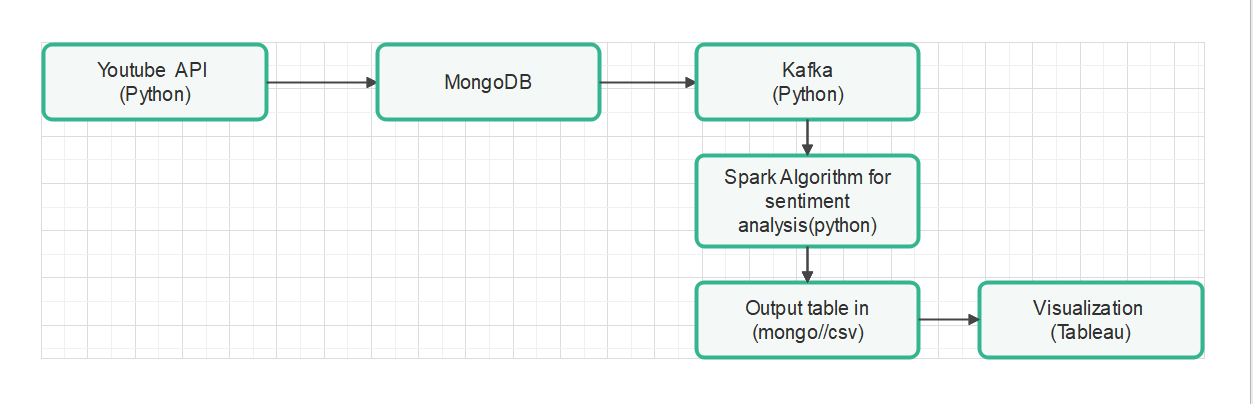 Youtube API
(Python)
MongoDB
Kafka
(Python)
Spark Algorithm for
sentiment
analysis(python)
Output table in
(mongo//csv)
Visualization
(Tableau)